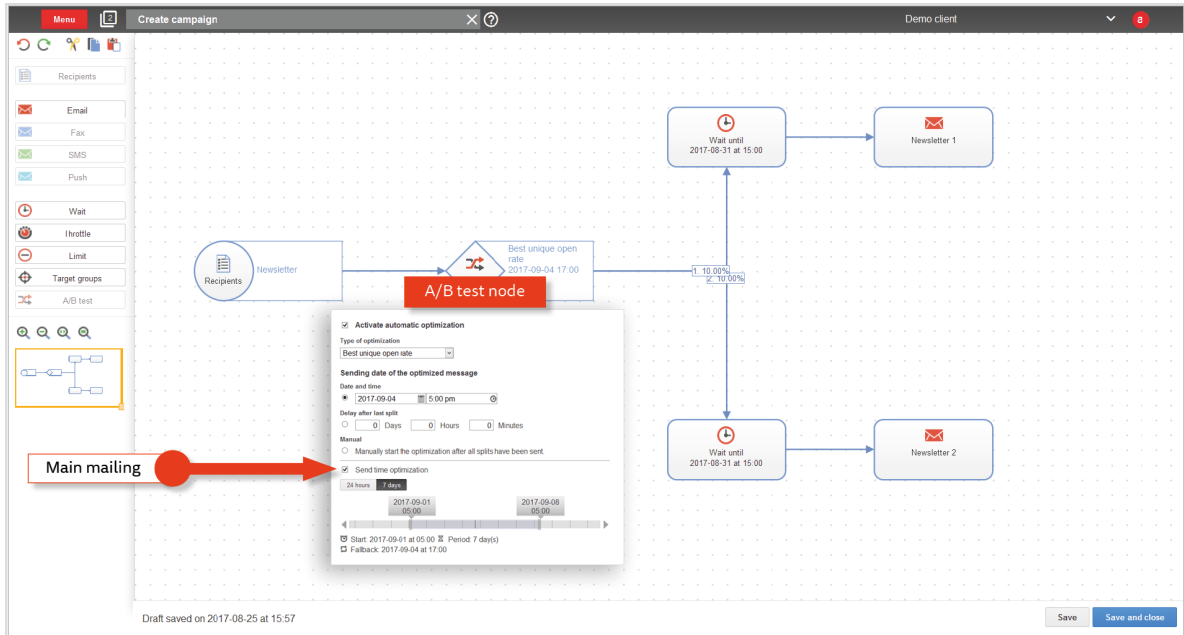 Menu
2
Create campaign
Demo client
a
Recipients
Email
Fax
SMS
Push
Wait
Throttle
Limit
Target groups
A/B test
Wait until
2017-08-31 at 15:00
Newsletter 1
Recipients
Newsletter
Best unique open
rate
2017-09-04 17:00
1. 10.00%
2. 10.00%
A/B test node
Activate automatic optimization
Type of optimization
Best unique open rate
Sending date of the optimized message
Date and time
2017-09-04 5:00 pm
Delay after last split
0 Days 0 Hours 0 Minutes
Manual
Manually start the optimization after all splits have been sent
Main mailing
Send time optimization
24 hours 7 days
2017-09-01
05:00
2017-09-08
05:00
Start: 2017-09-01 at 05:00 Period: 7 day(s)
Fallback: 2017-09-04 at 17:00
Wait until
2017-08-31 at 15:00
Newsletter 2
Draft saved on 2017-08-25 at 15:57
Save
Save and close